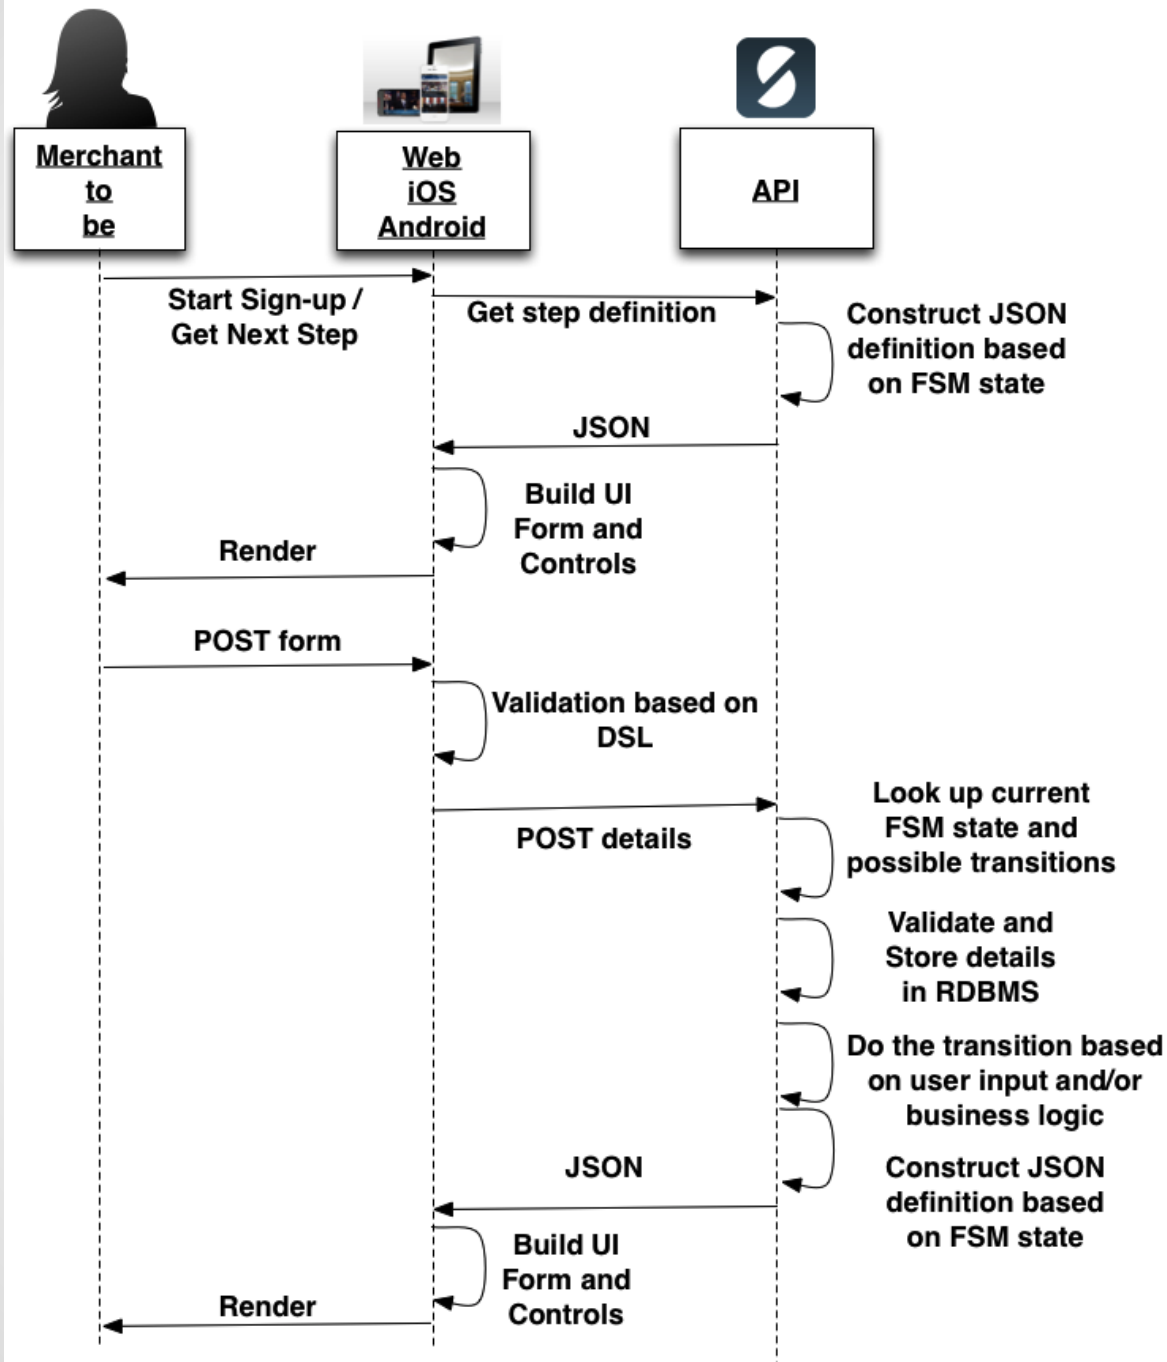 Merchant
to
be
Web
iOS
Android
API
Start Sign-up /
Get Next Step
Get step definition
Construct JSON
definition based
on FSM state
JSON
Build UI
Form and
Controls
Render
POST form
Validation based on
DSL
POST details
Look up current
FSM state and
possible transitions
Validate and
Store details
in RDBMS
Do the transition based
on user input and/or
business logic
Construct JSON
definition based
on FSM state
JSON
Build UI
Form and
Controls
Render